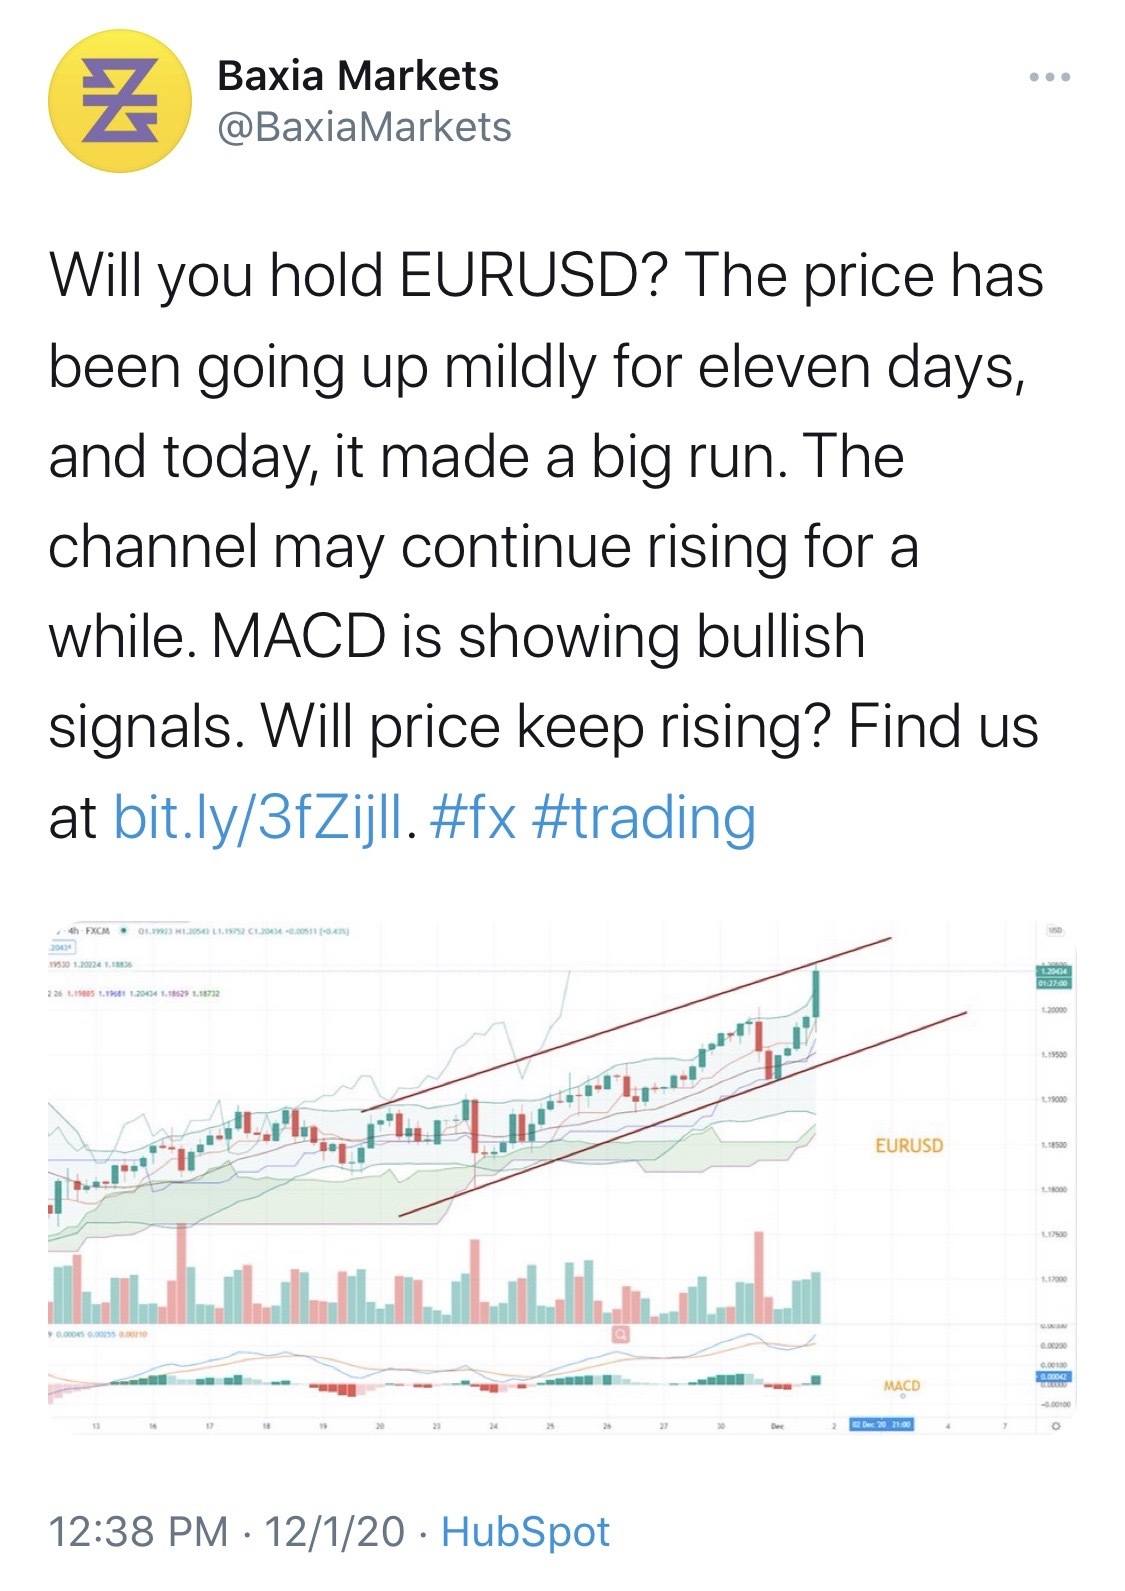 Baxia Markets
@BaxiaMarkets
Will you hold EURUSD? The price has
been going up mildly for eleven days,
and today, it made a big run. The
channel may continue rising for a
while. MACD is showing bullish
signals. Will price keep rising? Find us
at bit.ly/3fZijll. #fx #trading
4h · FXCM O1.19923 H1.20543 L1.19752 C1.20434 +0.00511 (+0.43%)
USD
1.20224 1.18836
1.20434
01:27:00
26 1.19885 1.19681 1.20434 1.18629 1.18732
1.20000
1.19500
1.19000
1.18500
EURUSD
1.18000
1.17500
1.17000
0.00045 0.00255 0.00210
0.00200
0.00100
0.00042
MACD
-0.00100
13 16 17 18 19 20 23 24 25 26 27 30 Dec 2 02 Dec '20 21:00 4 7
12:38 PM · 12/1/20 · HubSpot